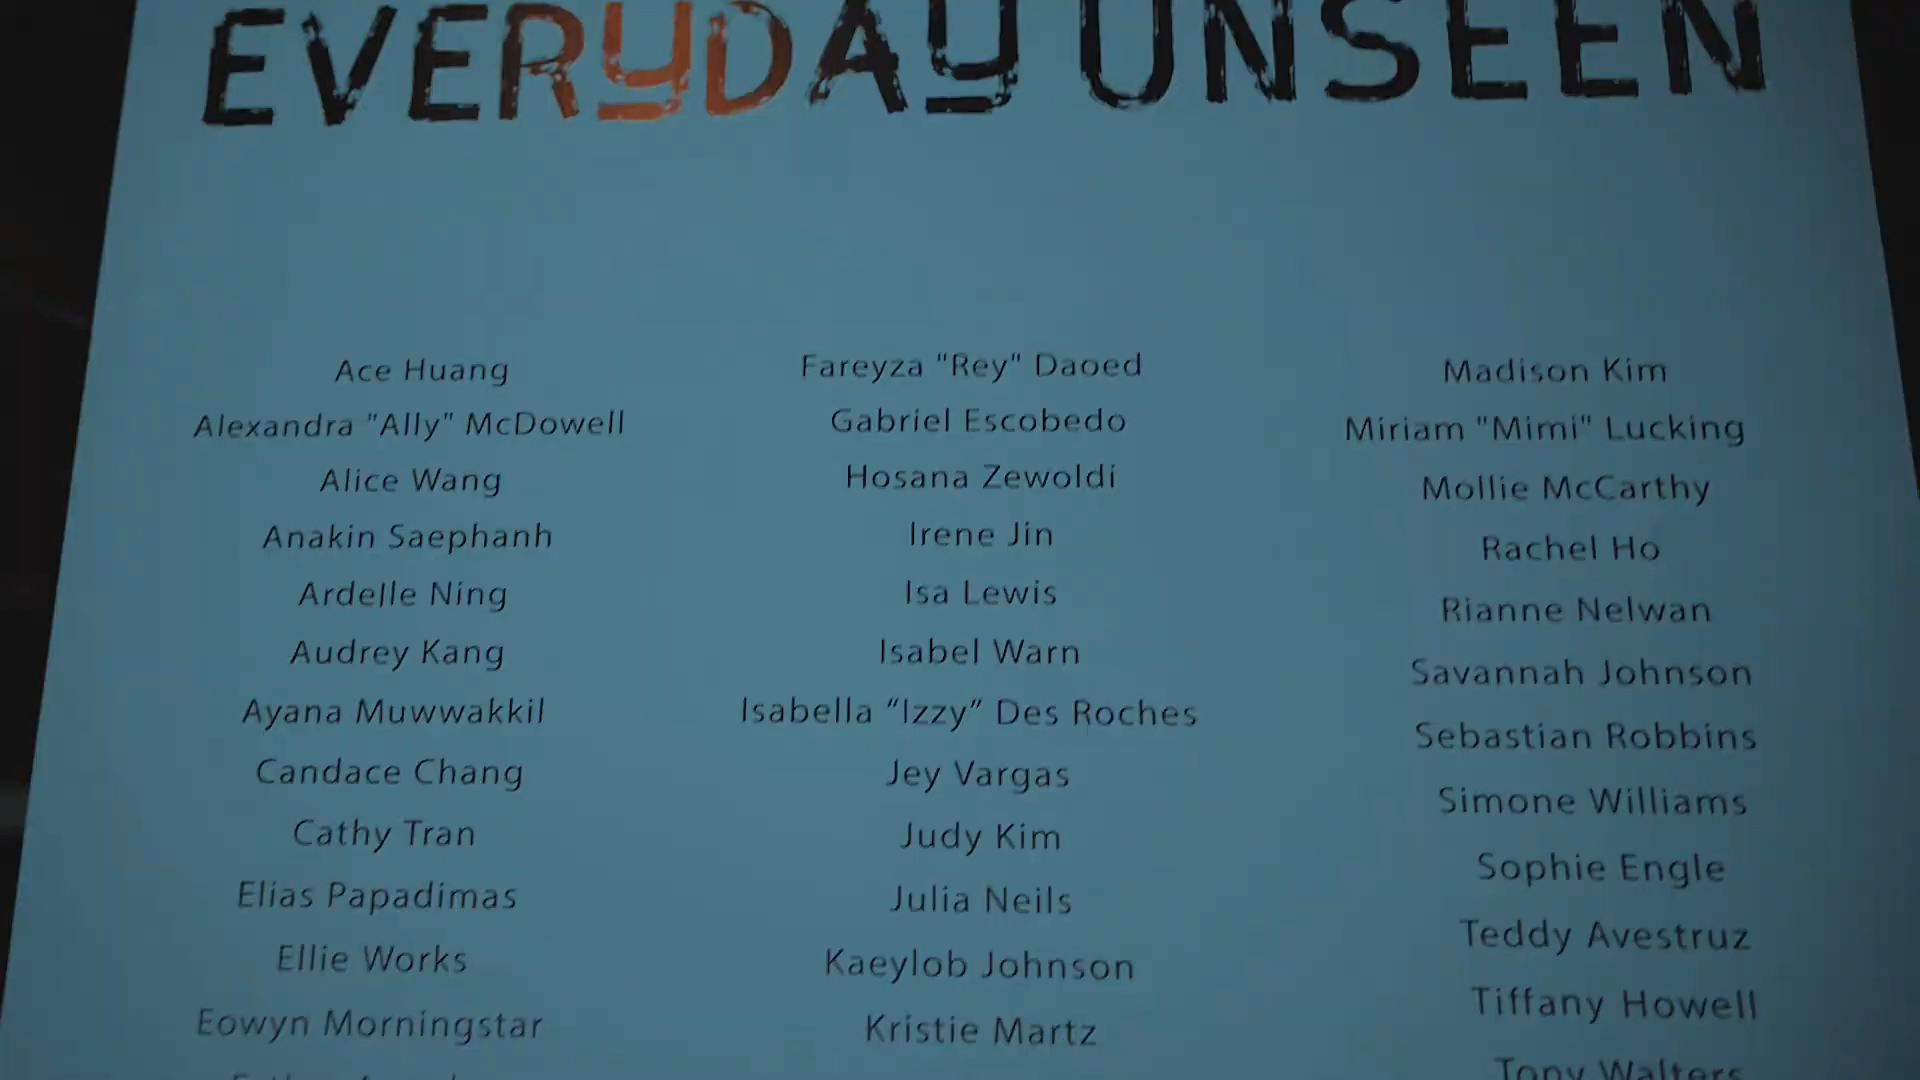 EVERYDAY UNSEEN
Ace Huang
Alexandra "Ally" McDowell
Alice Wang
Anakin Saephanh
Ardelle Ning
Audrey Kang
Ayana Muwwakkil
Candace Chang
Cathy Tran
Elias Papadimas
Ellie Works
Eowyn Morningstar
Fareyza "Rey" Daoed
Gabriel Escobedo
Hosana Zewoldi
Irene Jin
Isa Lewis
Isabel Warn
Isabella “Izzy” Des Roches
Jey Vargas
Judy Kim
Julia Neils
Kaeylob Johnson
Kristie Martz
Madison Kim
Miriam "Mimi" Lucking
Mollie McCarthy
Rachel Ho
Rianne Nelwan
Savannah Johnson
Sebastian Robbins
Simone Williams
Sophie Engle
Teddy Avestruz
Tiffany Howell
Tony Walters